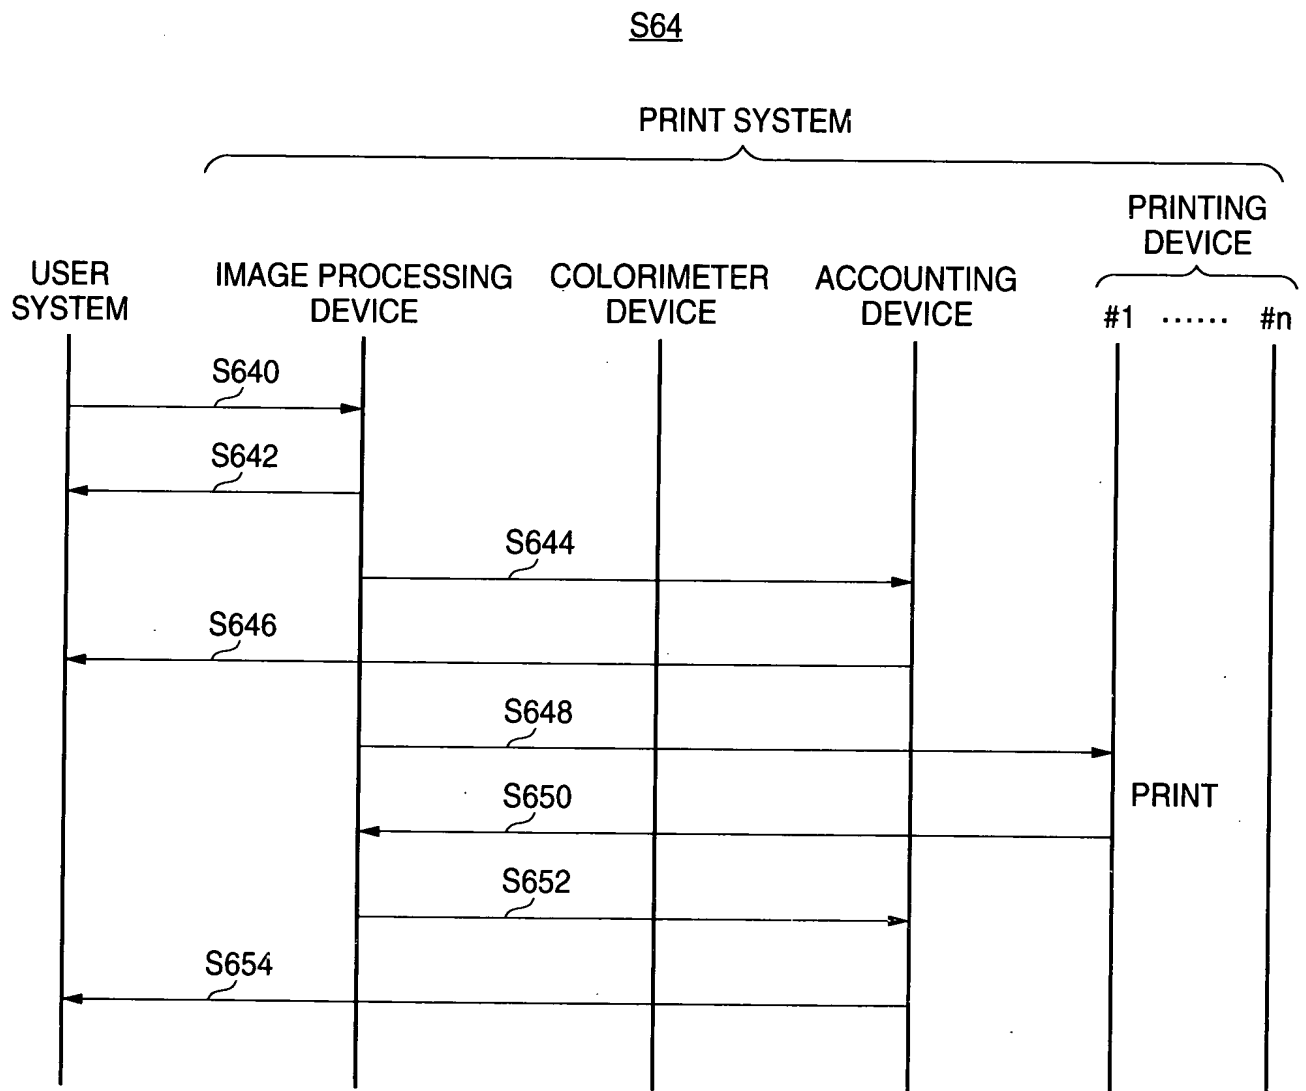 S64
PRINT SYSTEM
PRINTING
DEVICE
USER
SYSTEM
IMAGE PROCESSING
DEVICE
COLORIMETER
DEVICE
ACCOUNTING
DEVICE
#1 ...... #n
S640
S642
S644
S646
S648
S650
PRINT
S652
S654